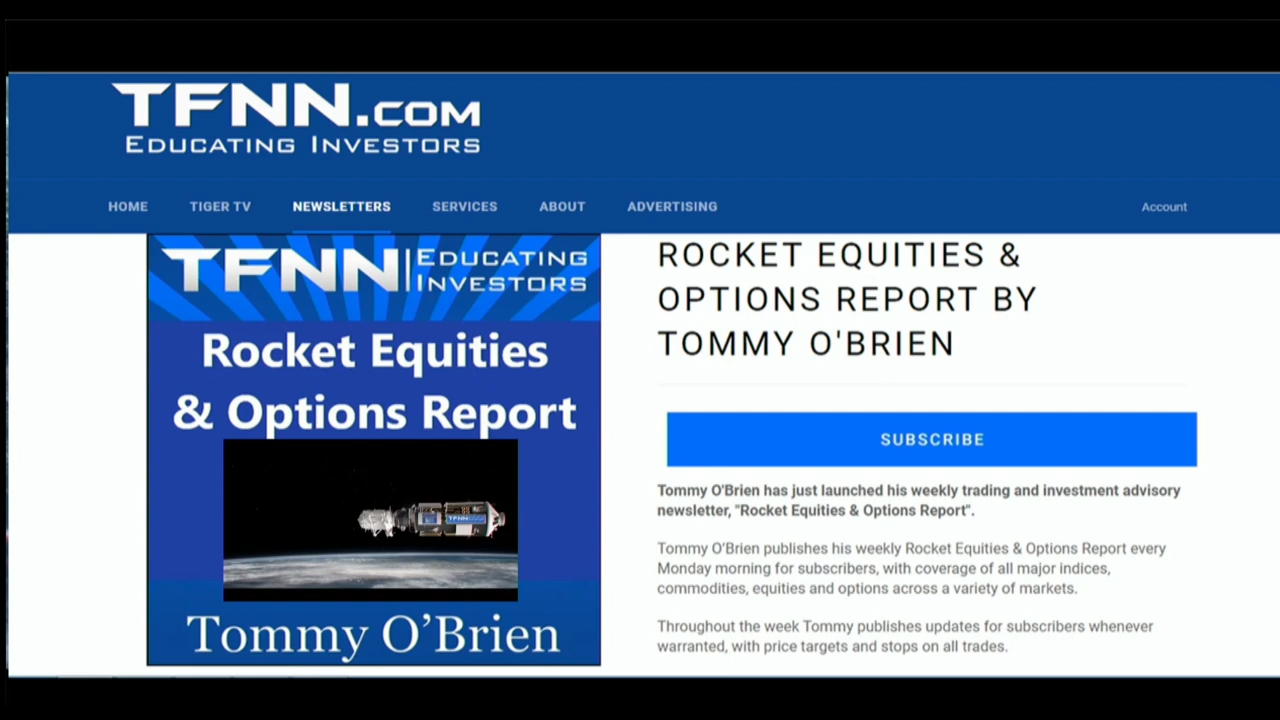 TFNN.COM
EDUCATING INVESTORS
HOME TIGER TV NEWSLETTERS SERVICES ABOUT ADVERTISING Account
TFNN EDUCATING
INVESTORS
Rocket Equities
& Options Report
TFNN
Tommy O’Brien
ROCKET EQUITIES &
OPTIONS REPORT BY
TOMMY O'BRIEN
SUBSCRIBE
Tommy O'Brien has just launched his weekly trading and investment advisory
newsletter, "Rocket Equities & Options Report".
Tommy O’Brien publishes his weekly Rocket Equities & Options Report every
Monday morning for subscribers, with coverage of all major indices,
commodities, equities and options across a variety of markets.
Throughout the week Tommy publishes updates for subscribers whenever
warranted, with price targets and stops on all trades.